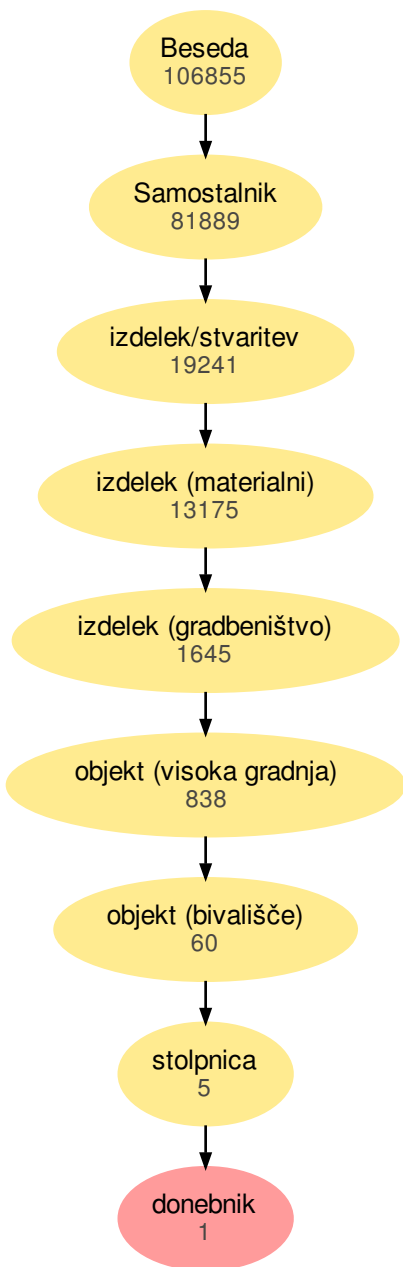 Beseda
106855
Samostalnik
81889
izdelek/stvaritev
19241
izdelek (materialni)
13175
izdelek (gradbeništvo)
1645
objekt (visoka gradnja)
838
objekt (bivališče)
60
stolpnica
5
donebnik
1